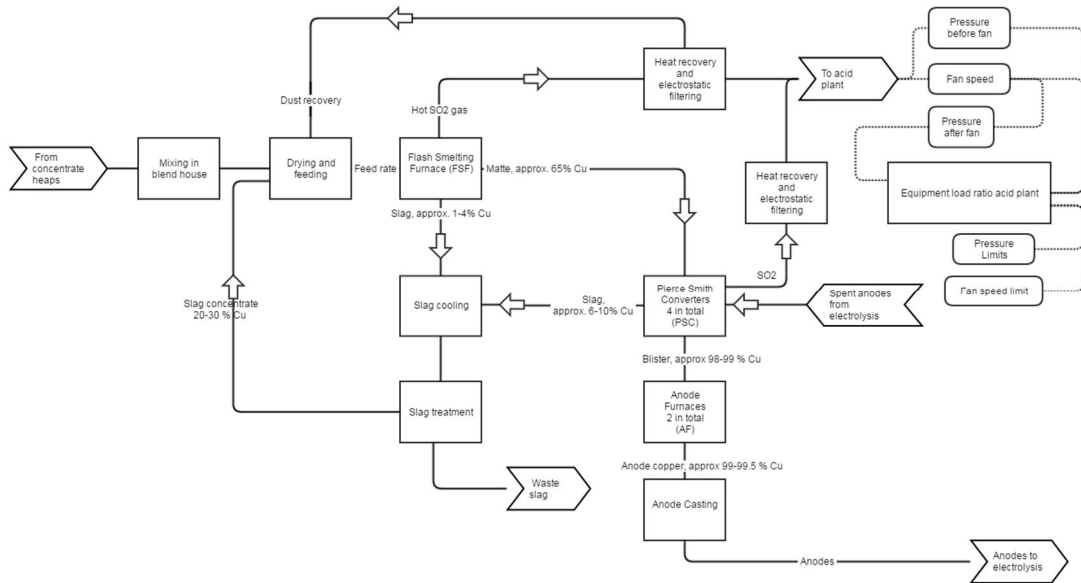 Pressure
before fan
Heat recovery
and
electrostatic
filtering
To acid
plant
Fan speed
Dust recovery
Hot SO2 gas
Pressure
after fan
From
concentrate
heaps
Mixing in
blend house
Drying and
feeding
Feed rate
Flash Smelting
Furnace (FSF)
Matte, approx. 65% Cu
Heat recovery
and
electrostatic
filtering
Equipment load ratio acid plant
Slag, approx. 1-4% Cu
Pressure
Limits
SO2
Fan speed limit
Slag concentrate
20-30 % Cu
Slag cooling
Slag,
approx. 6-10% Cu
Pierce Smith
Converters
4 in total
(PSC)
Spent anodes
from
electrolysis
Blister, approx 98-99 % Cu
Slag treatment
Anode
Furnaces
2 in total
(AF)
Anode copper, approx 99-99.5 % Cu
Waste
slag
Anode Casting
Anodes
Anodes to
electrolysis